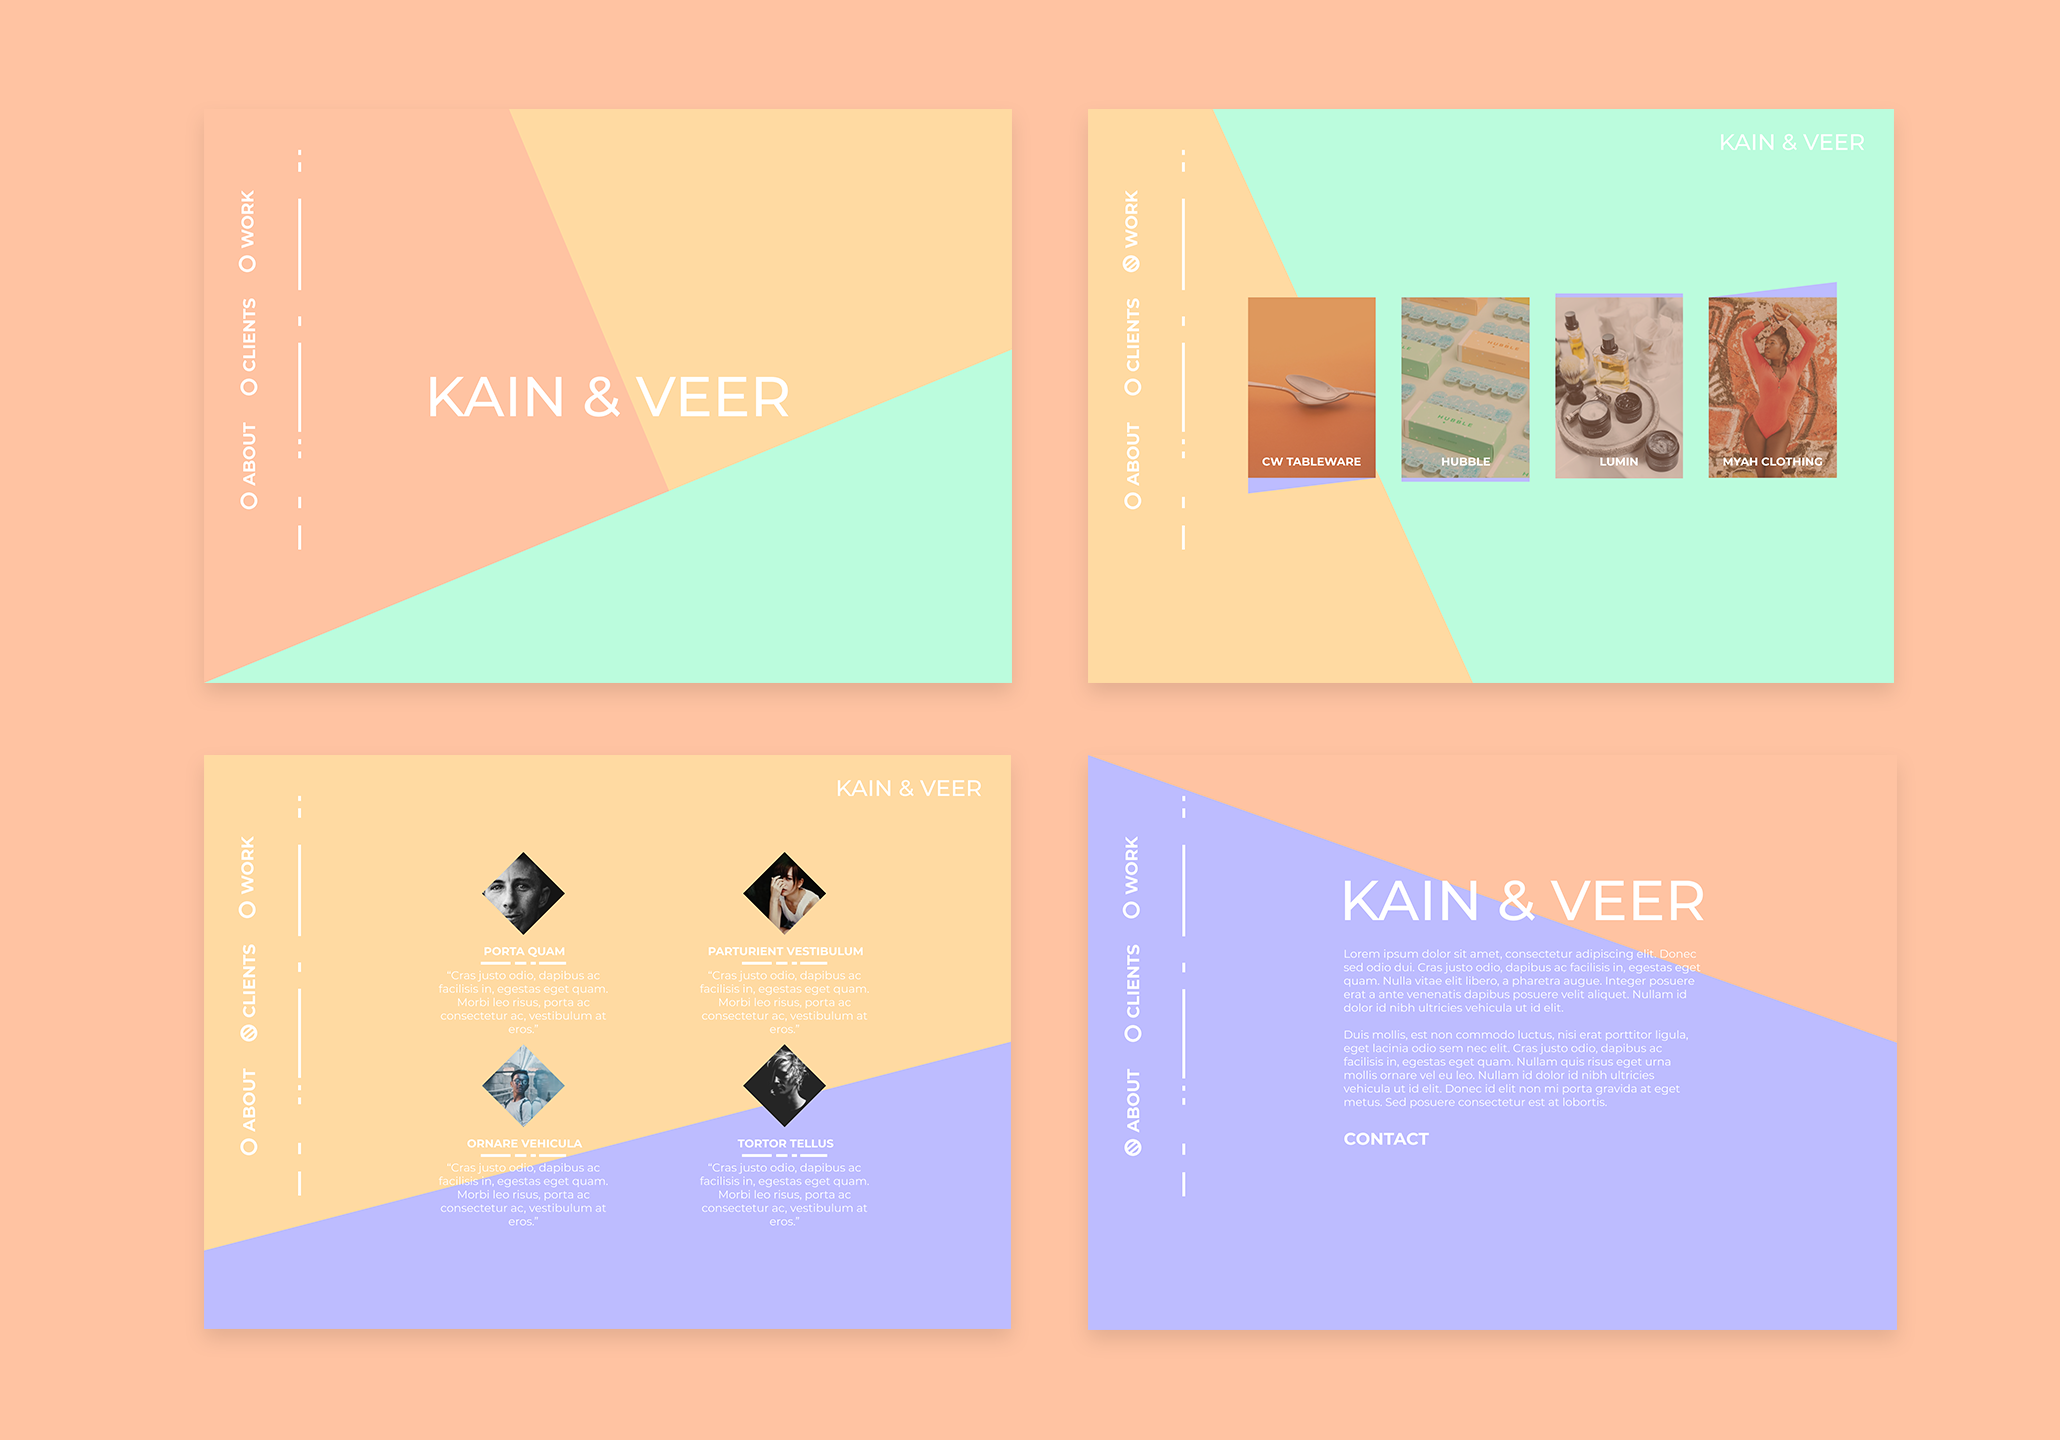 WORK
CLIENTS
ABOUT
KAIN & VEER
KAIN & VEER
WORK
CLIENTS
ABOUT
HUBBLE
HUBBLE
CW TABLEWARE
HUBBLE
LUMIN
MYAH CLOTHING
KAIN & VEER
WORK
CLIENTS
ABOUT
PORTA QUAM
"Cras justo odio, dapibus ac
facilisis in, egestas eget quam.
Morbi leo risus, porta ac
consectetur ac, vestibulum at
eros."
PARTURIENT VESTIBULUM
"Cras justo odio, dapibus ac
facilisis in, egestas eget quam.
Morbi leo risus, porta ac
consectetur ac, vestibulum at
eros."
ORNARE VEHICULA
"Cras justo odio, dapibus ac
facilisis in, egestas eget quam.
Morbi leo risus, porta ac
consectetur ac, vestibulum at
eros."
TORTOR TELLUS
"Cras justo odio, dapibus ac
facilisis in, egestas eget quam.
Morbi leo risus, porta ac
consectetur ac, vestibulum at
eros."
WORK
CLIENTS
ABOUT
KAIN & VEER
Lorem ipsum dolor sit amet, consectetur adipiscing elit. Donec
sed odio dui. Cras justo odio, dapibus ac facilisis in, egestas eget
quam. Nulla vitae elit libero, a pharetra augue. Integer posuere
erat a ante venenatis dapibus posuere velit aliquet. Nullam id
dolor id nibh ultricies vehicula ut id elit.
Duis mollis, est non commodo luctus, nisi erat porttitor ligula,
eget lacinia odio sem nec elit. Cras justo odio, dapibus ac
facilisis in, egestas eget quam. Nullam quis risus eget urna
mollis ornare vel eu leo. Nullam id dolor id nibh ultricies
vehicula ut id elit. Donec id elit non mi porta gravida at eget
metus. Sed posuere consectetur est at lobortis.
CONTACT